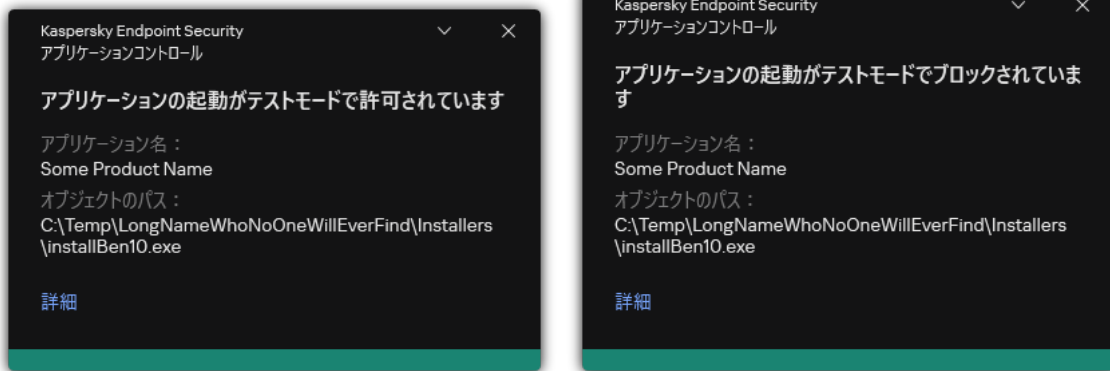 Kaspersky Endpoint Security
アプリケーションコントロール
アプリケーションの起動がテストモードで許可されています
アプリケーション名：
Some Product Name
オブジェクトのパス：
C:\Temp\LongNameWhoNoOneWillEverFind\Installers
\installBen10.exe
詳細
Kaspersky Endpoint Security
アプリケーションコントロール
アプリケーションの起動がテストモードでブロックされていま
す
アプリケーション名：
Some Product Name
オブジェクトのパス：
C:\Temp\LongNameWhoNoOneWillEverFind\Installers
\installBen10.exe
詳細